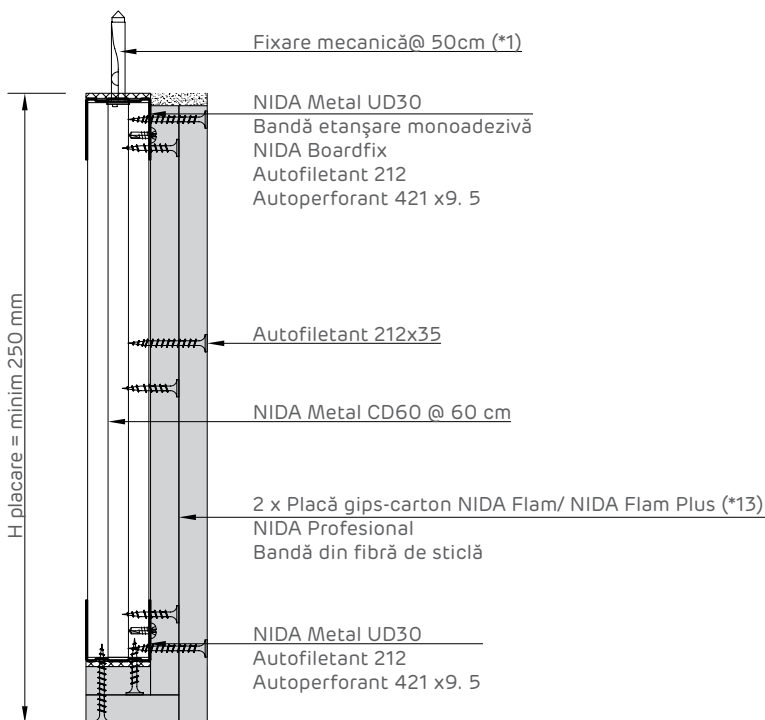 Fixare mecanică@ 50cm (*1)
NIDA Metal UD30
Bandă etanșare monoadezivă
NIDA Boardfix
Autofiletant 212
Autoperforant 421 x9. 5
Autofiletant 212x35
NIDA Metal CD60 @ 60 cm
H placare = minim 250 mm
2 x Placă gips-carton NIDA Flam/ NIDA Flam Plus (*13)
NIDA Profesional
Bandă din fibră de sticlă
NIDA Metal UD30
Autofiletant 212
Autoperforant 421 x9. 5